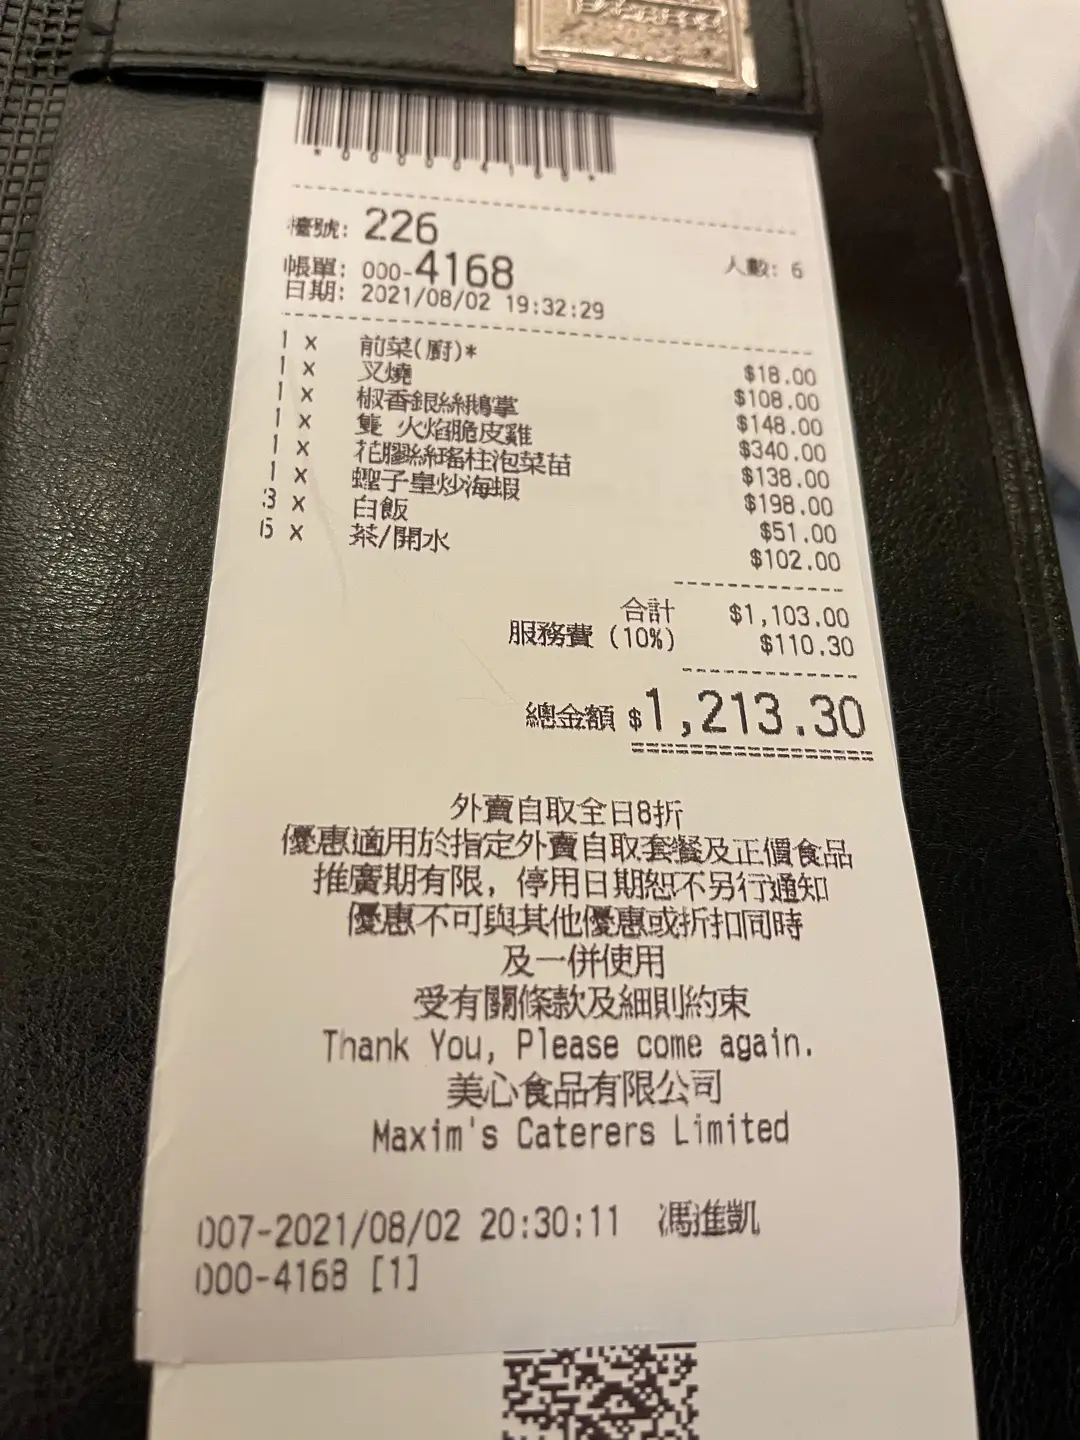 檯號: 226
人數: 6
帳單: 000-4168
日期: 2021/08/02 19:32:29
1 x 前菜(廚)* $18.00
1 x 叉燒 $108.00
1 x 椒香銀絲鵝掌 $148.00
1 x 隻 火焰脆皮雞 $340.00
1 x 花膠絲瑤柱泡菜苗 $138.00
1 x 蟶子皇炒海蝦 $198.00
3 x 白飯 $51.00
6 x 茶/開水 $102.00
合計 $1,103.00
服務費 (10%) $110.30
總金額 $1,213.30
外賣自取全日8折
優惠適用於指定外賣自取套餐及正價食品
推廣期有限, 停用日期恕不另行通知
優惠不可與其他優惠或折扣同時
及一併使用
受有關條款及細則約束
Thank You, Please come again.
美心食品有限公司
Maxim's Caterers Limited
007-2021/08/02 20:30:11 馮進凱
000-4168 [1]